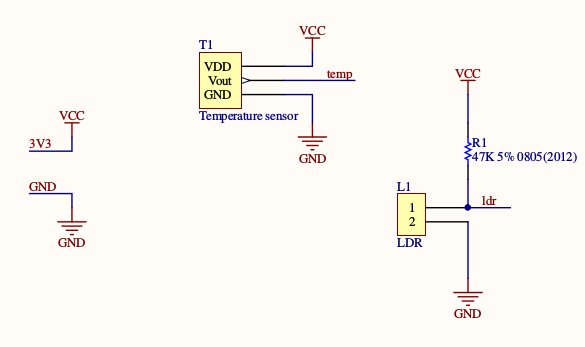 VCC
T1
VDD
Vout
GND
temp
Temperature sensor
GND
VCC
3V3
GND
GND
VCC
R1
47K 5% 0805(2012)
L1
1
2
ldr
LDR
GND